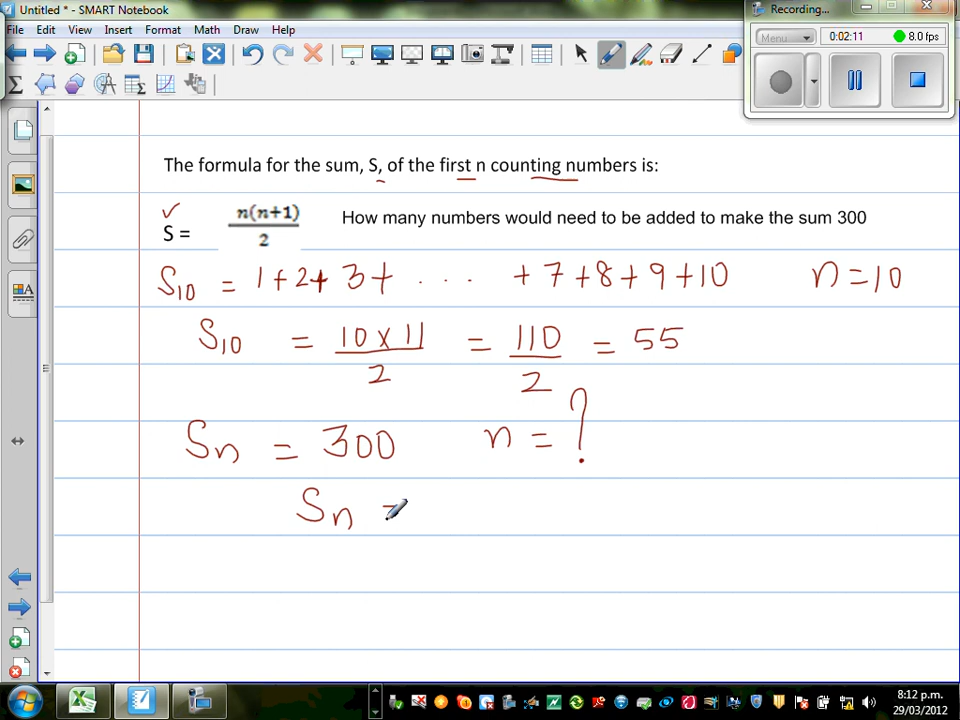 Untitled * - SMART Notebook
Recording...
File Edit View Insert Format Math Draw Help
Menu 0:02:11 8.0 fps
The formula for the sum, S, of the first n counting numbers is:
S = n(n+1)
2
How many numbers would need to be added to make the sum 300
S10 = 1+2+3+ . . . . +7+8+9+10 n=10
S10 = 10 x 11 = 110 = 55
2 2
Sn = 300 n = ?
Sn =
8:12 p.m.
29/03/2012